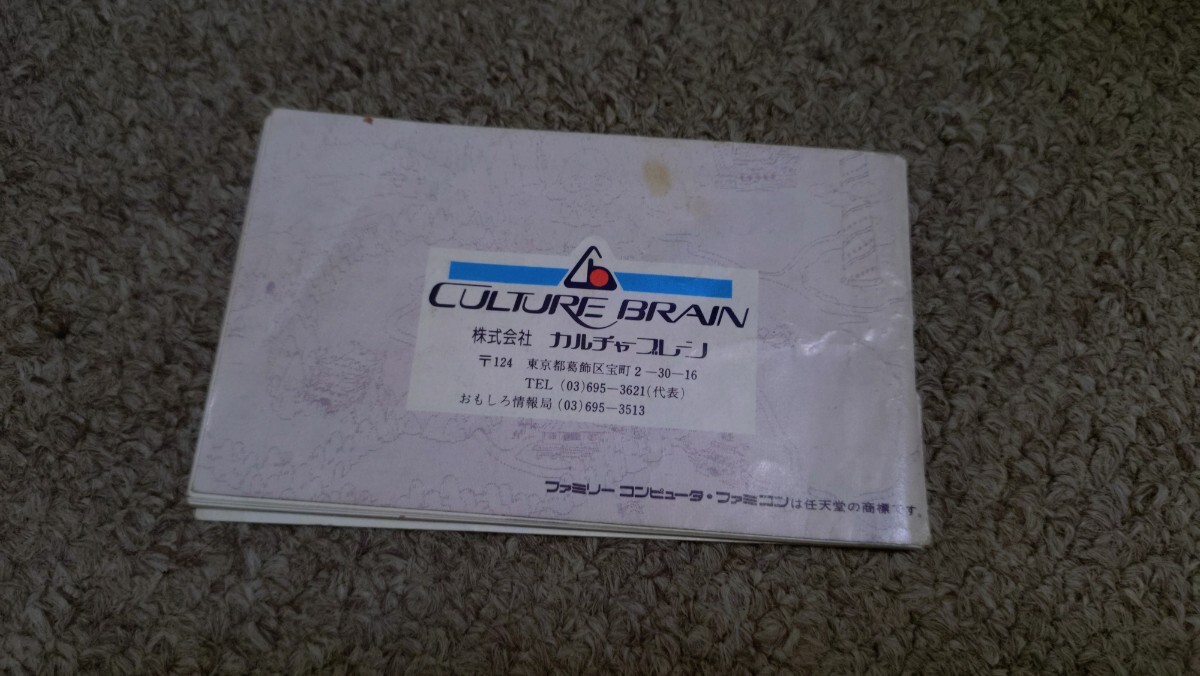 CULTURE BRAIN
株式会社 カルチャーブレーン
〒124 東京都葛飾区宝町2-30-16
TEL (03)695-3621(代表)
おもしろ情報局 (03)695-3513
ファミリーコンピュータ・ファミコンは任天堂の商標です。